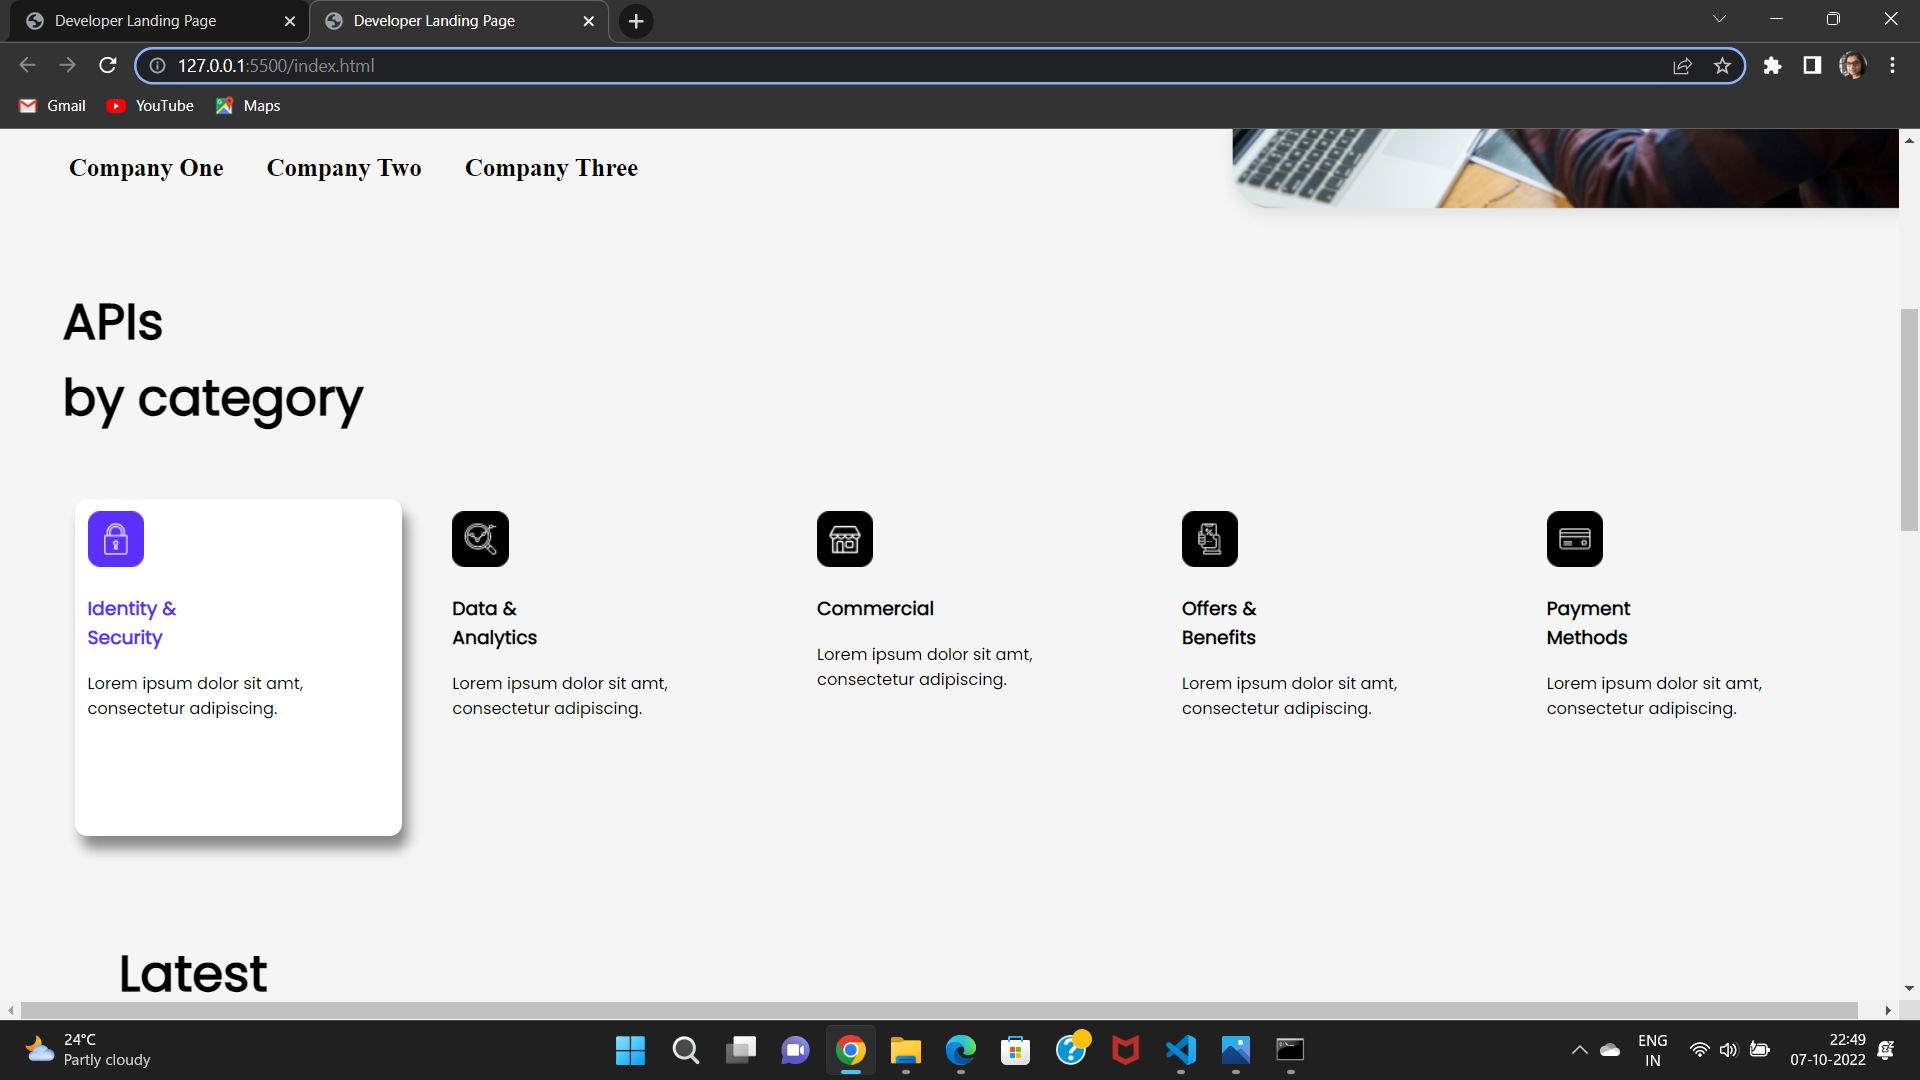 Developer Landing Page
Developer Landing Page
127.0.0.1:5500/index.html
Gmail
YouTube
Maps
Company One
Company Two
Company Three
APIs
by category
Identity &
Security
Lorem ipsum dolor sit amt,
consectetur adipiscing.
Data &
Analytics
Lorem ipsum dolor sit amt,
consectetur adipiscing.
Commercial
Lorem ipsum dolor sit amt,
consectetur adipiscing.
Offers &
Benefits
Lorem ipsum dolor sit amt,
consectetur adipiscing.
Payment
Methods
Lorem ipsum dolor sit amt,
consectetur adipiscing.
Latest
24°C
Partly cloudy
ENG
IN
22:49
07-10-2022